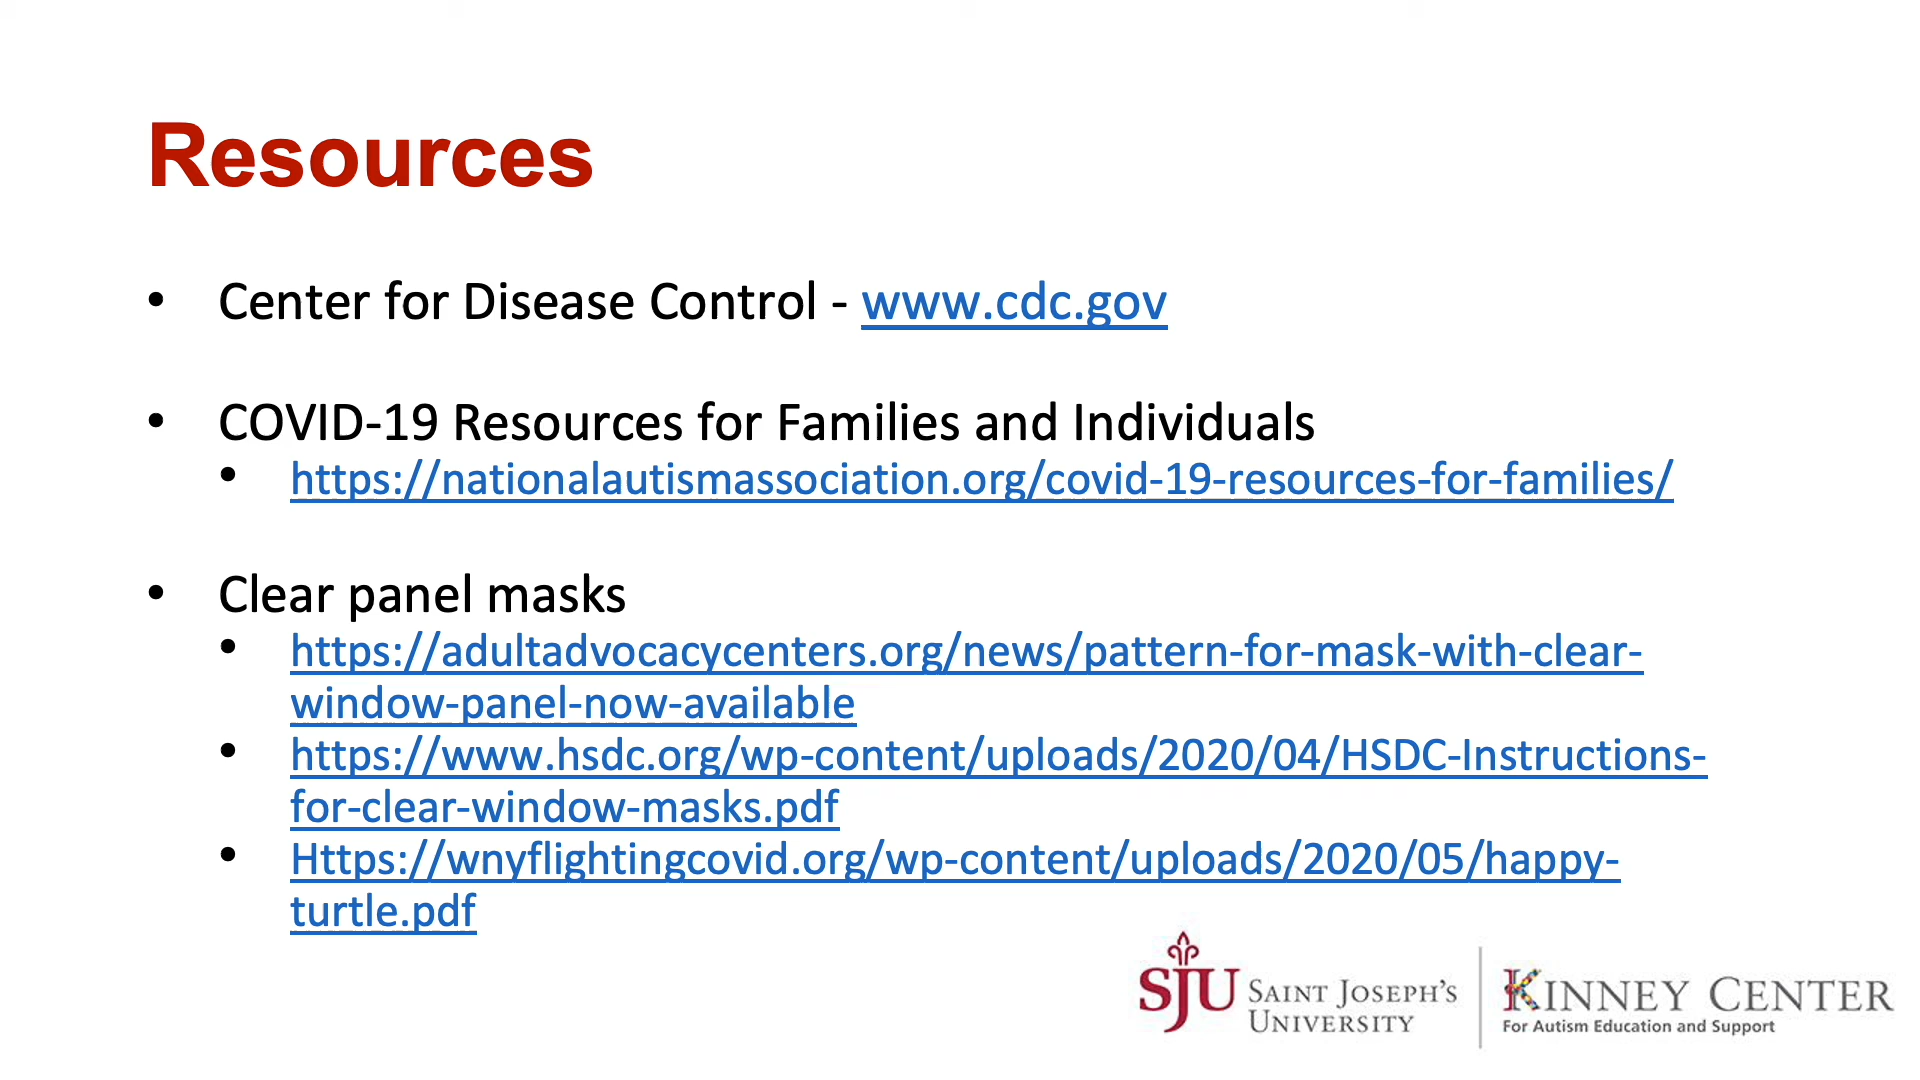 Resources
• Center for Disease Control - www.cdc.gov
• COVID-19 Resources for Families and Individuals
• https://nationalautismassociation.org/covid-19-resources-for-families/
• Clear panel masks
• https://adultadvocacycenters.org/news/pattern-for-mask-with-clear-
window-panel-now-available
• https://www.hsdc.org/wp-content/uploads/2020/04/HSDC-Instructions-
for-clear-window-masks.pdf
• Https://wnyflightingcovid.org/wp-content/uploads/2020/05/happy-
turtle.pdf
SJU SAINT JOSEPH'S
UNIVERSITY
KINNEY CENTER
For Autism Education and Support